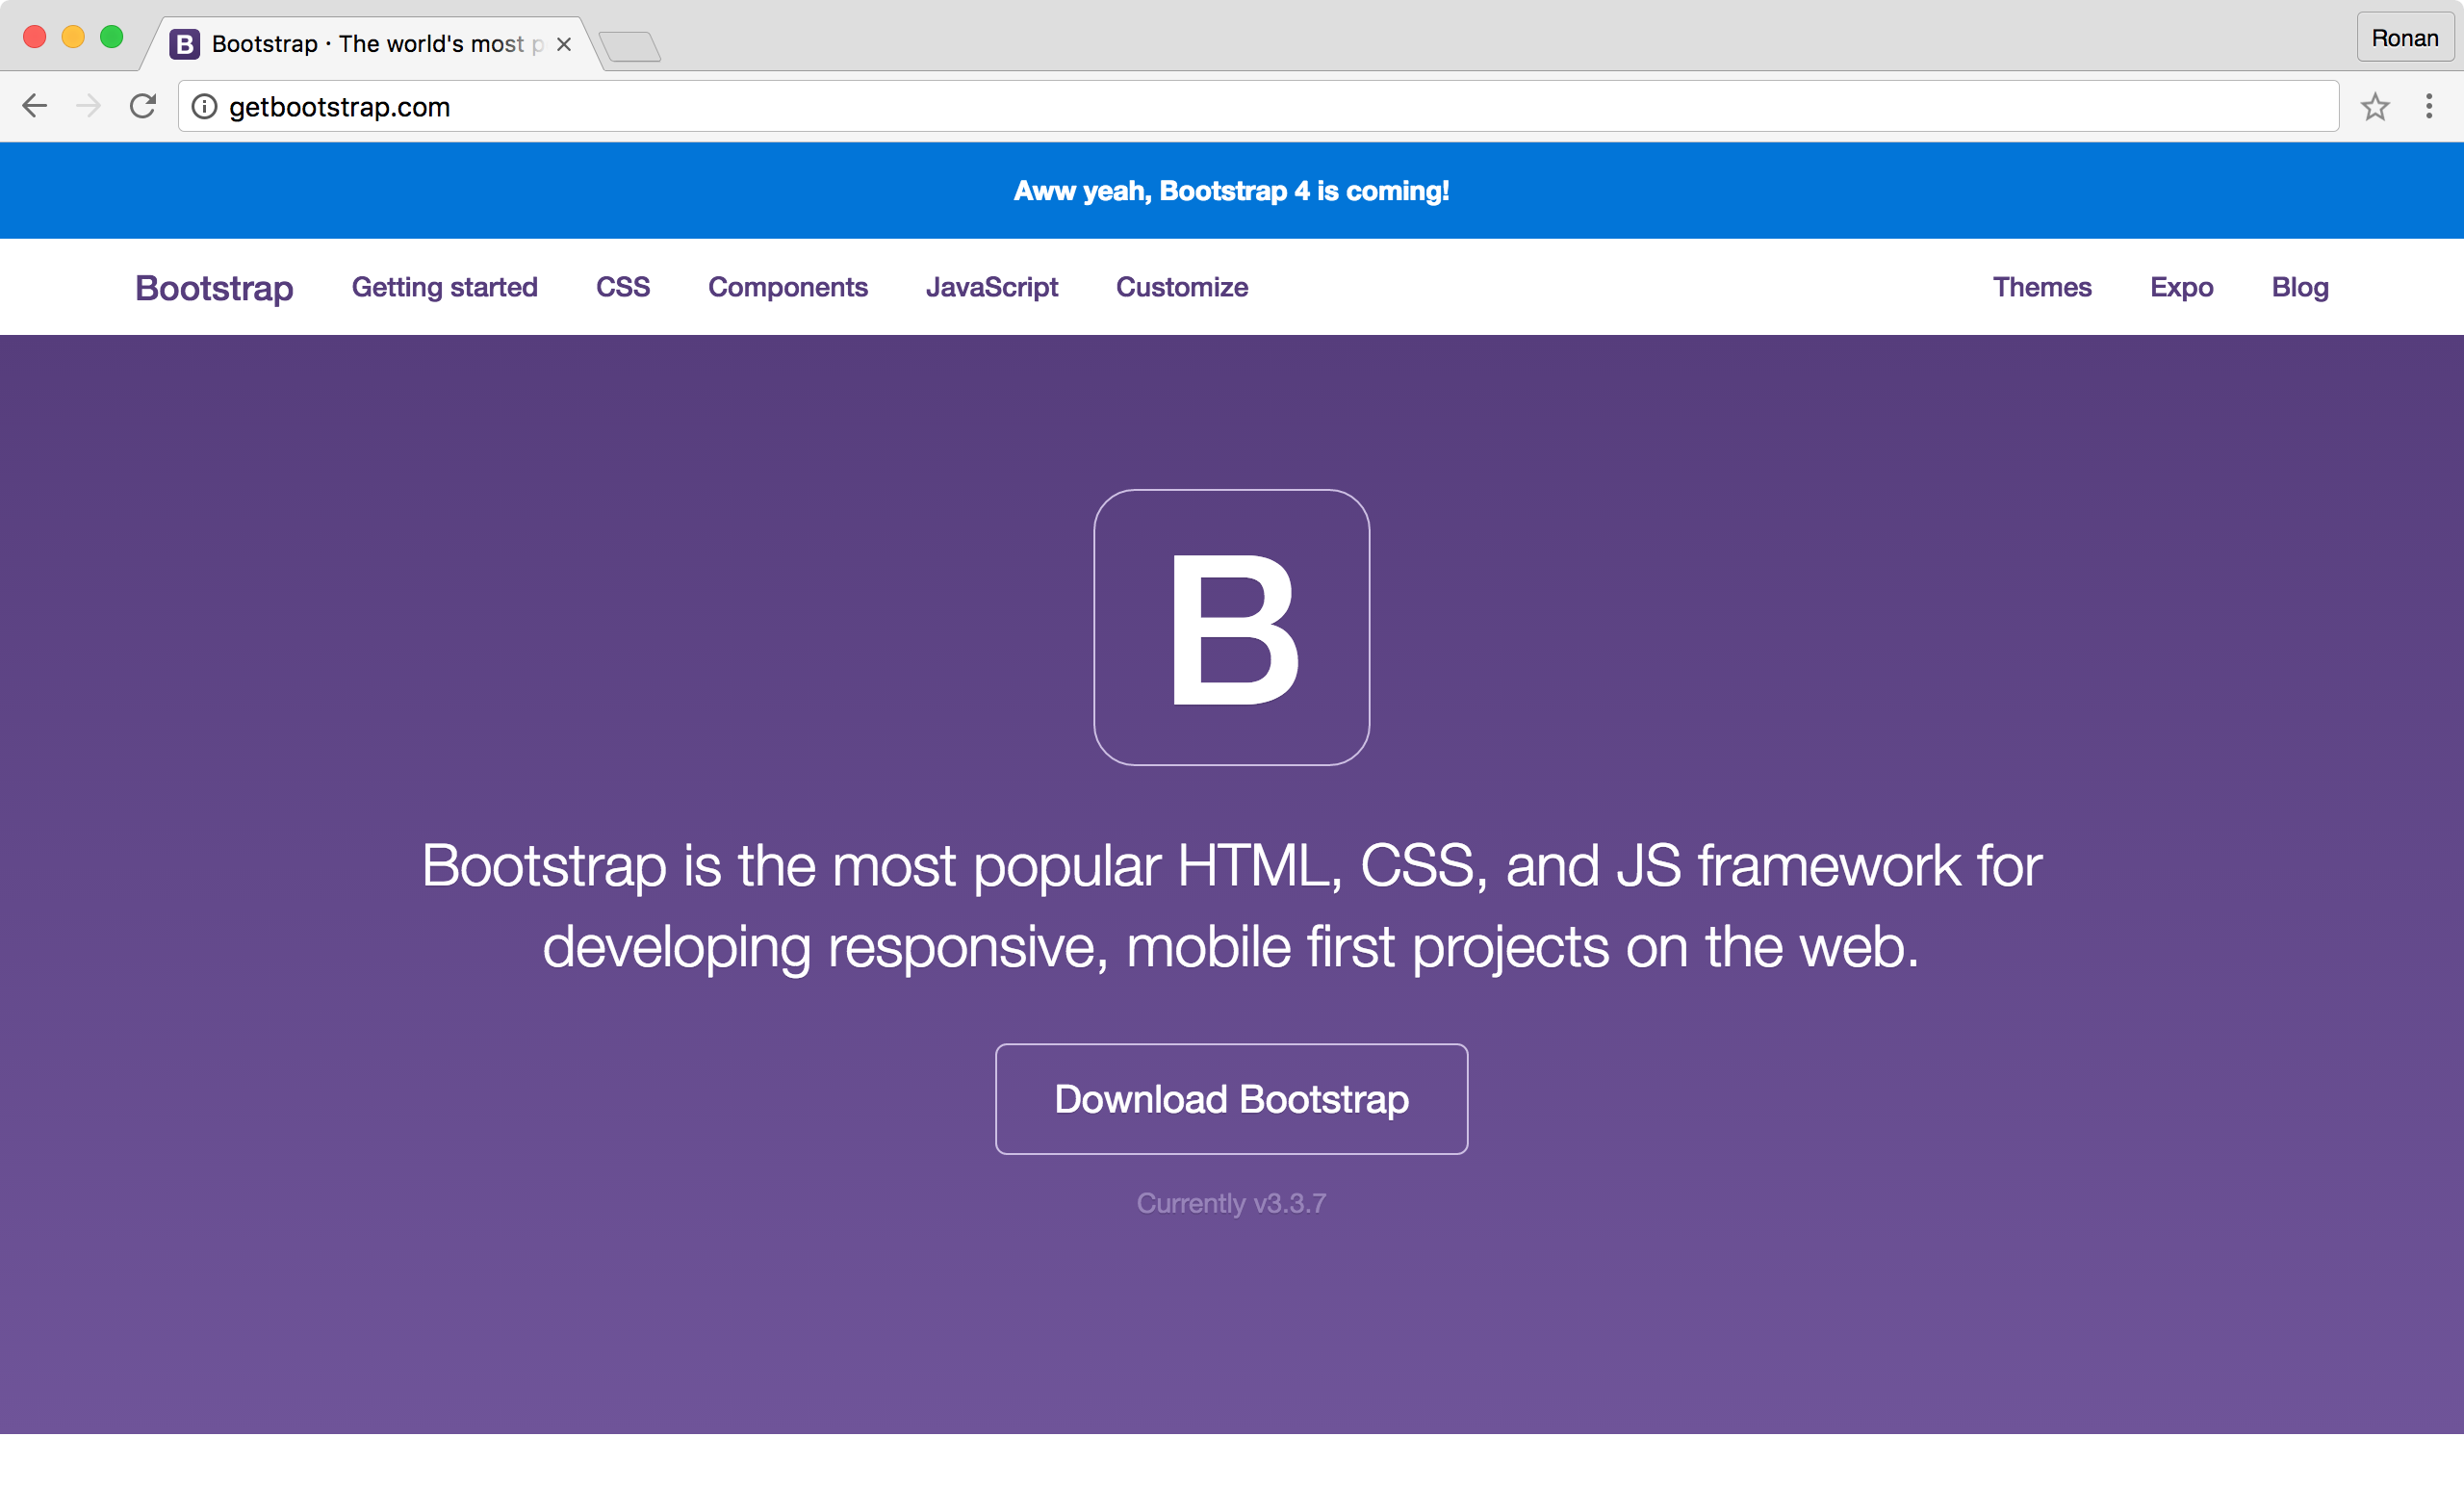 Bootstrap · The world's most p
Ronan
getbootstrap.com
Aww yeah, Bootstrap 4 is coming!
Bootstrap Getting started CSS Components JavaScript Customize Themes Expo Blog
B
Bootstrap is the most popular HTML, CSS, and JS framework for
developing responsive, mobile first projects on the web.
Download Bootstrap
Currently v3.3.7